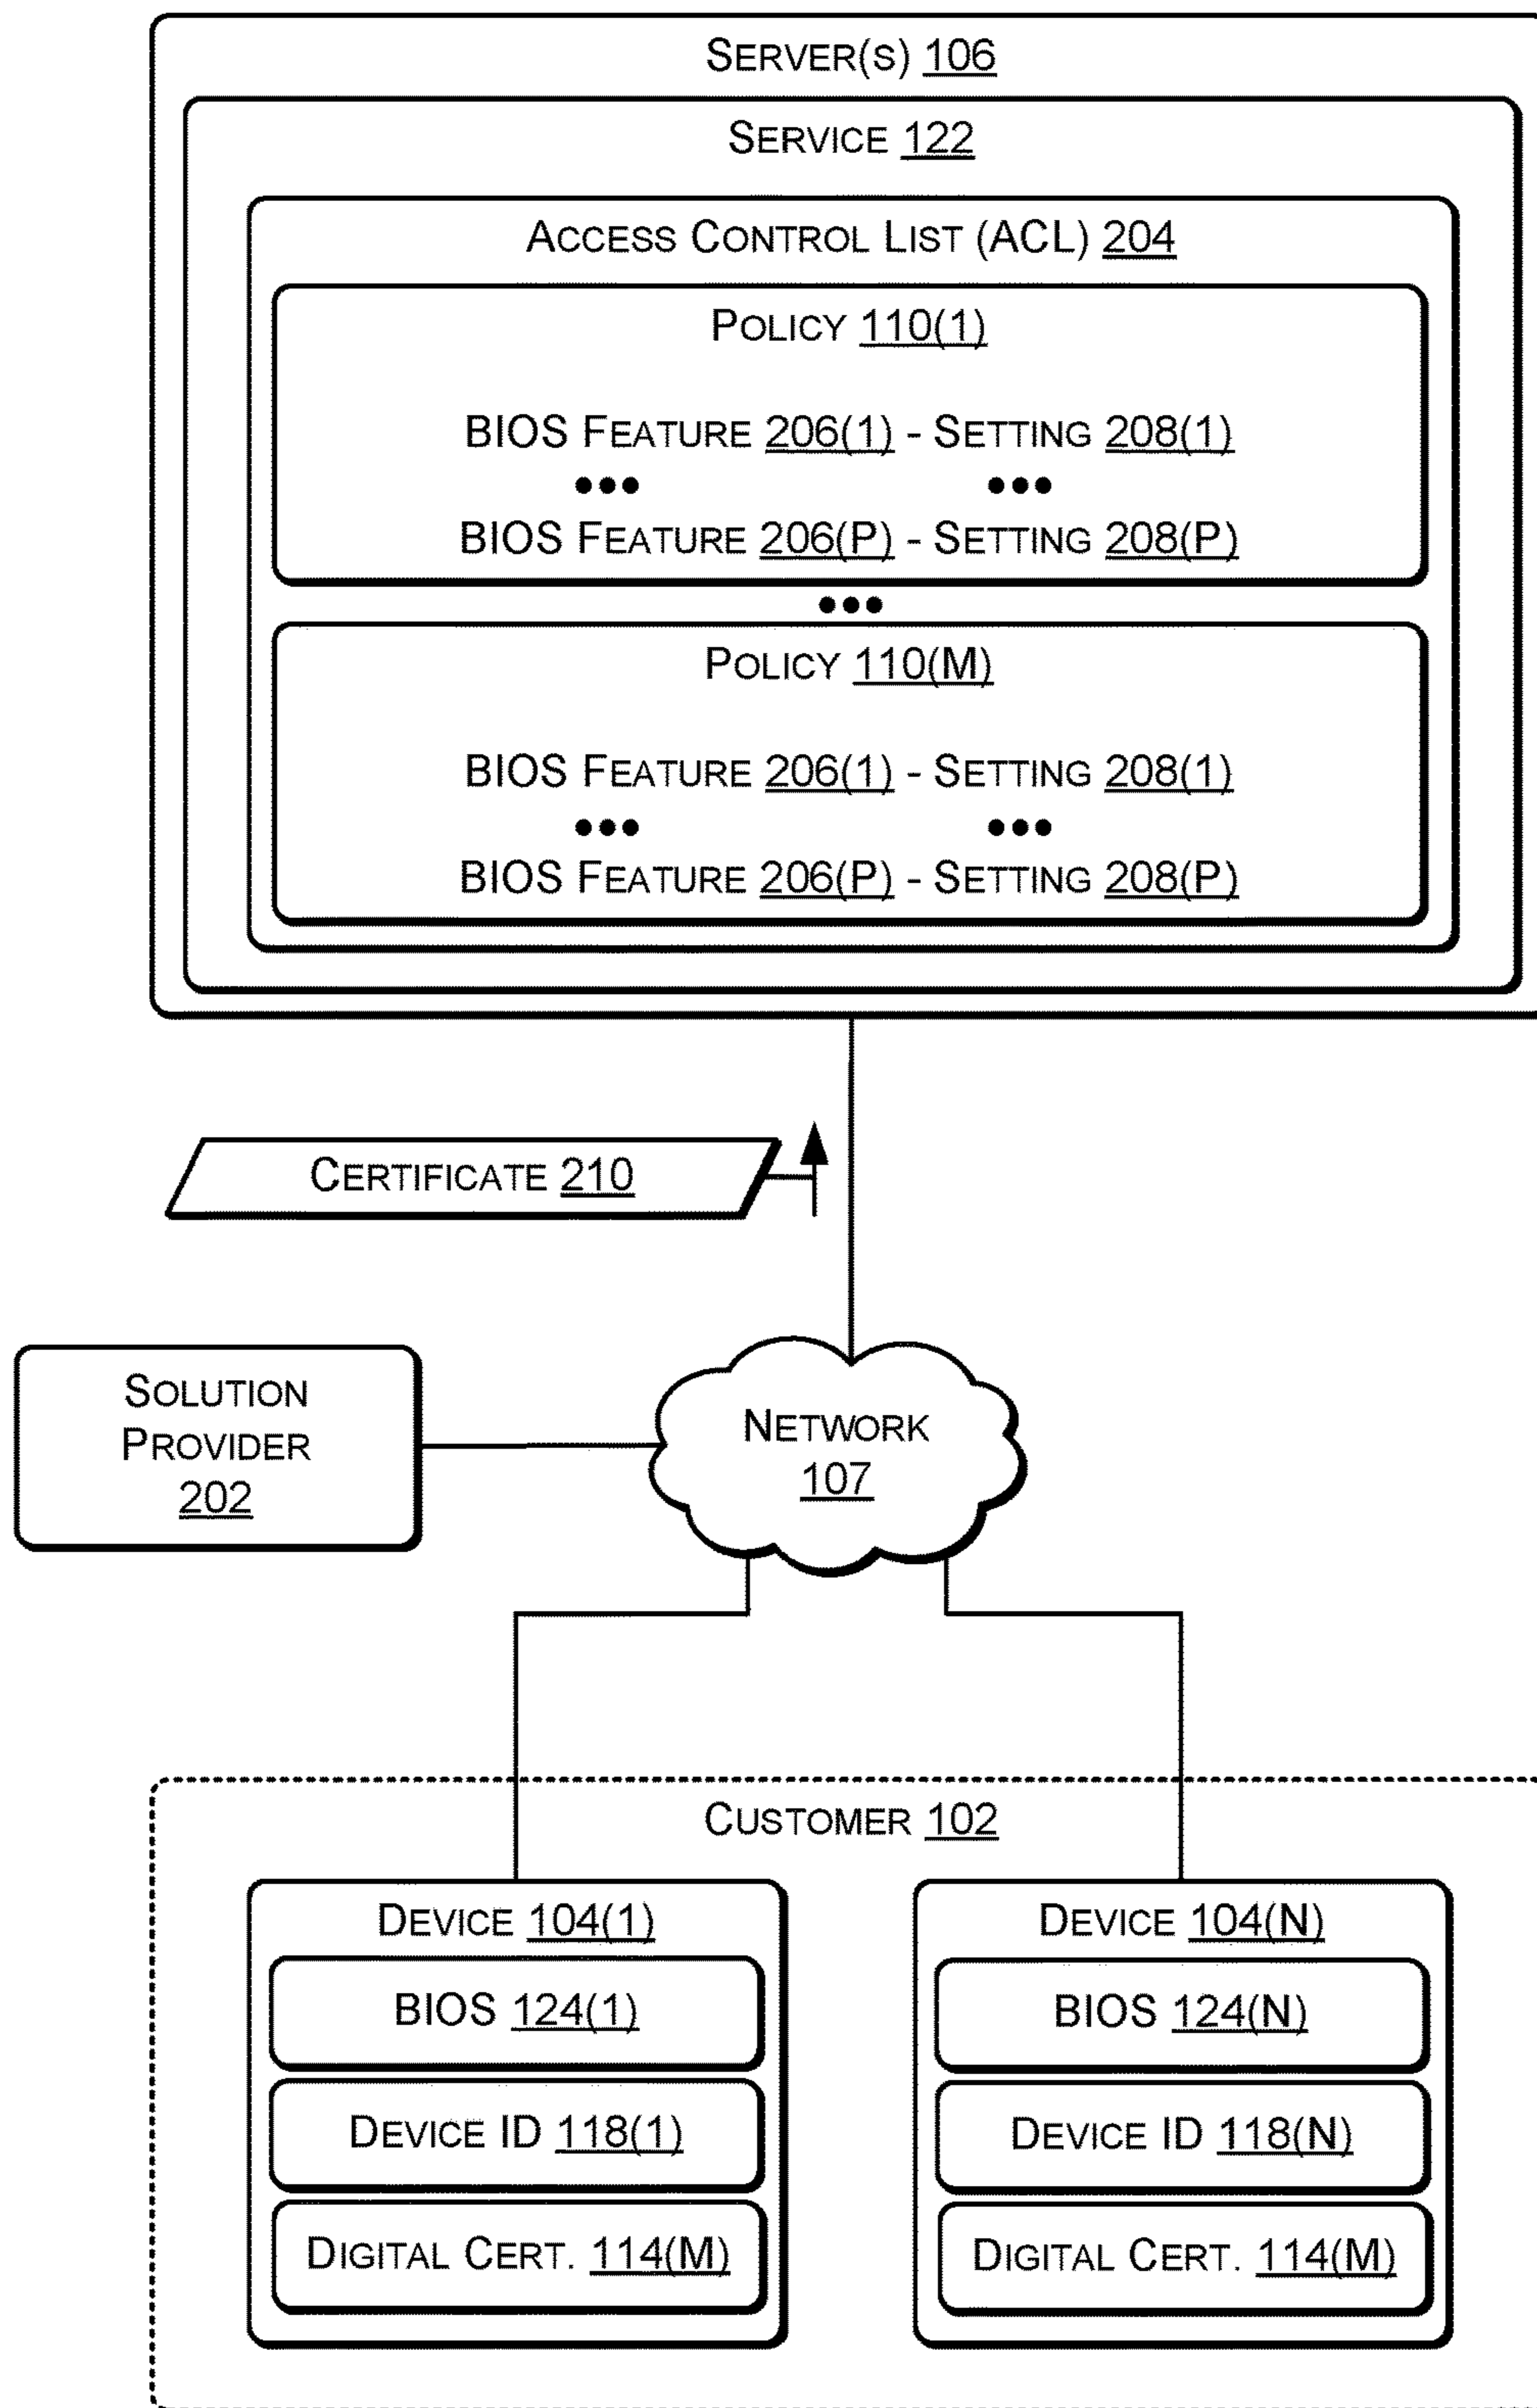 SERVER(S) 106
SERVICE 122
ACCESS CONTROL LIST (ACL) 204
POLICY 110(1)
BIOS FEATURE 206(1) - SETTING 208(1)
••• •••
BIOS FEATURE 206(P) - SETTING 208(P)
•••
POLICY 110(M)
BIOS FEATURE 206(1) - SETTING 208(1)
••• •••
BIOS FEATURE 206(P) - SETTING 208(P)
CERTIFICATE 210
SOLUTION
PROVIDER
202
NETWORK
107
CUSTOMER 102
DEVICE 104(1)
BIOS 124(1)
DEVICE ID 118(1)
DIGITAL CERT. 114(M)
DEVICE 104(N)
BIOS 124(N)
DEVICE ID 118(N)
DIGITAL CERT. 114(M)